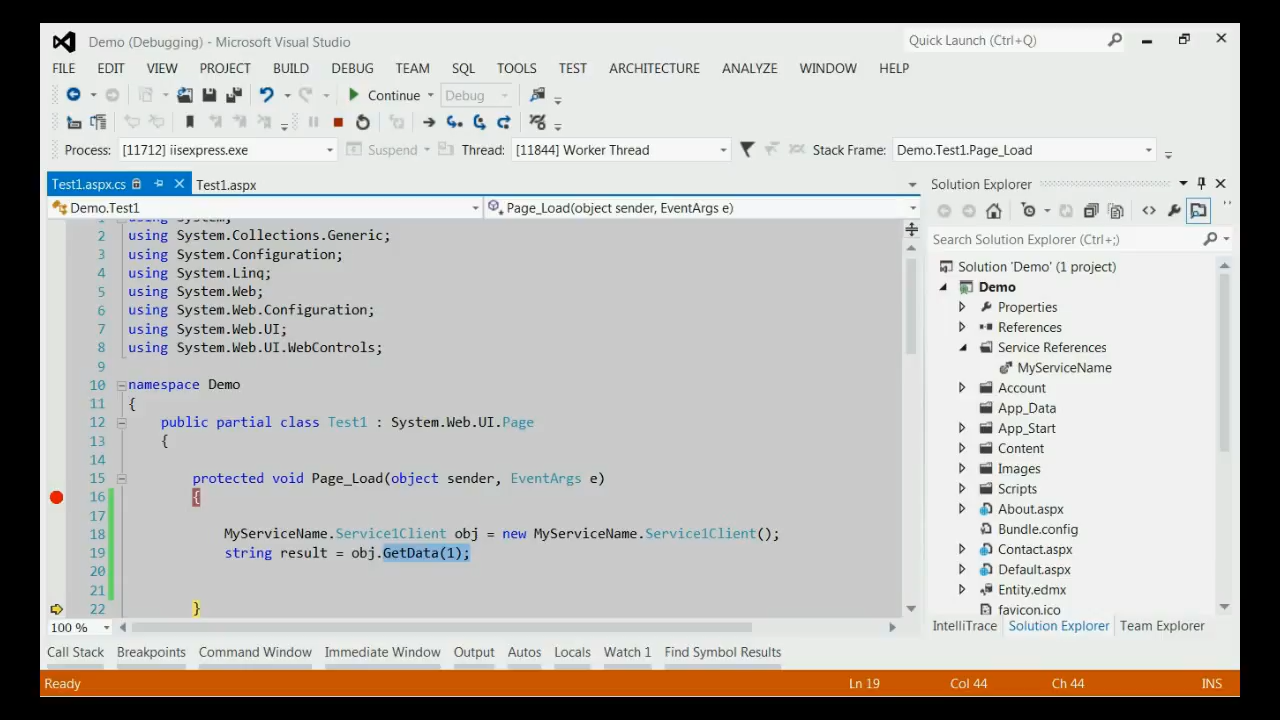 Demo (Debugging) - Microsoft Visual Studio
Quick Launch (Ctrl+Q)
FILE EDIT VIEW PROJECT BUILD DEBUG TEAM SQL TOOLS TEST ARCHITECTURE ANALYZE WINDOW HELP
Continue Debug
Process: [11712] iisexpress.exe Suspend Thread: [11844] Worker Thread Stack Frame: Demo.Test1.Page_Load
Test1.aspx.cs Test1.aspx
Demo.Test1 Page_Load(object sender, EventArgs e)
1 using System;
2 using System.Collections.Generic;
3 using System.Configuration;
4 using System.Linq;
5 using System.Web;
6 using System.Web.Configuration;
7 using System.Web.UI;
8 using System.Web.UI.WebControls;
9
10 namespace Demo
11 {
12 public partial class Test1 : System.Web.UI.Page
13 {
14
15 protected void Page_Load(object sender, EventArgs e)
16 {
17
18 MyServiceName.Service1Client obj = new MyServiceName.Service1Client();
19 string result = obj.GetData(1);
20
21
22 }
100 %
Solution Explorer
Search Solution Explorer (Ctrl+;)
Solution 'Demo' (1 project)
Demo
Properties
References
Service References
MyServiceName
Account
App_Data
App_Start
Content
Images
Scripts
About.aspx
Bundle.config
Contact.aspx
Default.aspx
Entity.edmx
favicon.ico
IntelliTrace Solution Explorer Team Explorer
Call Stack Breakpoints Command Window Immediate Window Output Autos Locals Watch 1 Find Symbol Results
Ready Ln 19 Col 44 Ch 44 INS